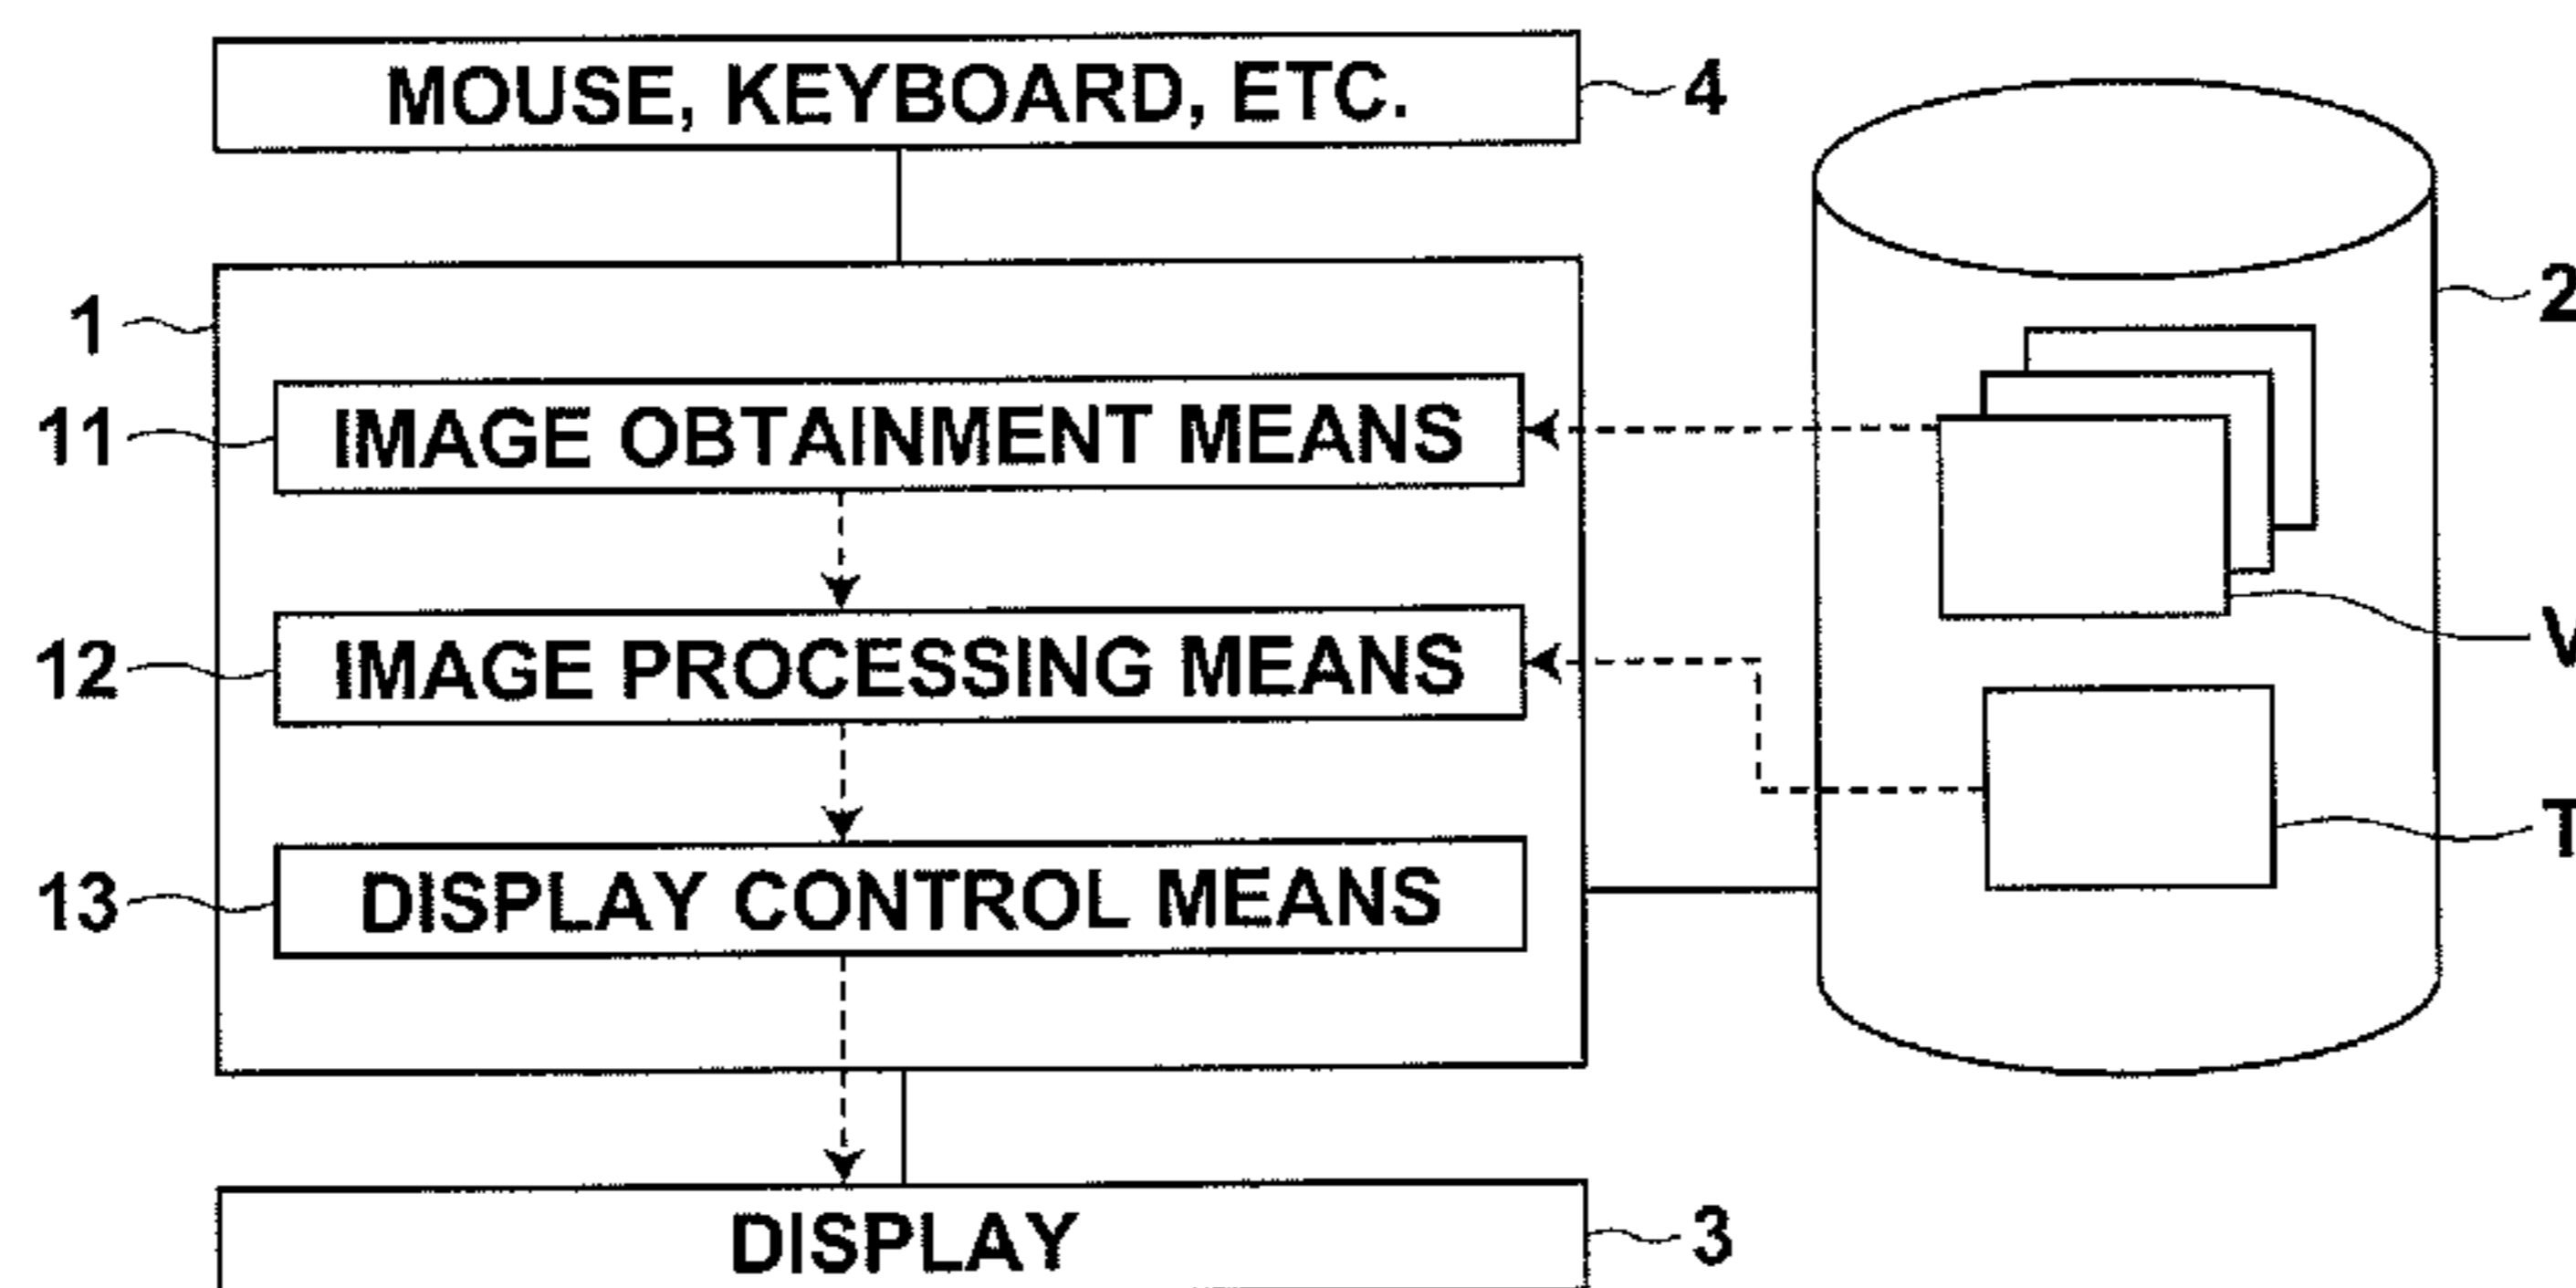 MOUSE, KEYBOARD, ETC.
4
1
2
11
IMAGE OBTAINMENT MEANS
12
IMAGE PROCESSING MEANS
V
T
13
DISPLAY CONTROL MEANS
DISPLAY
3